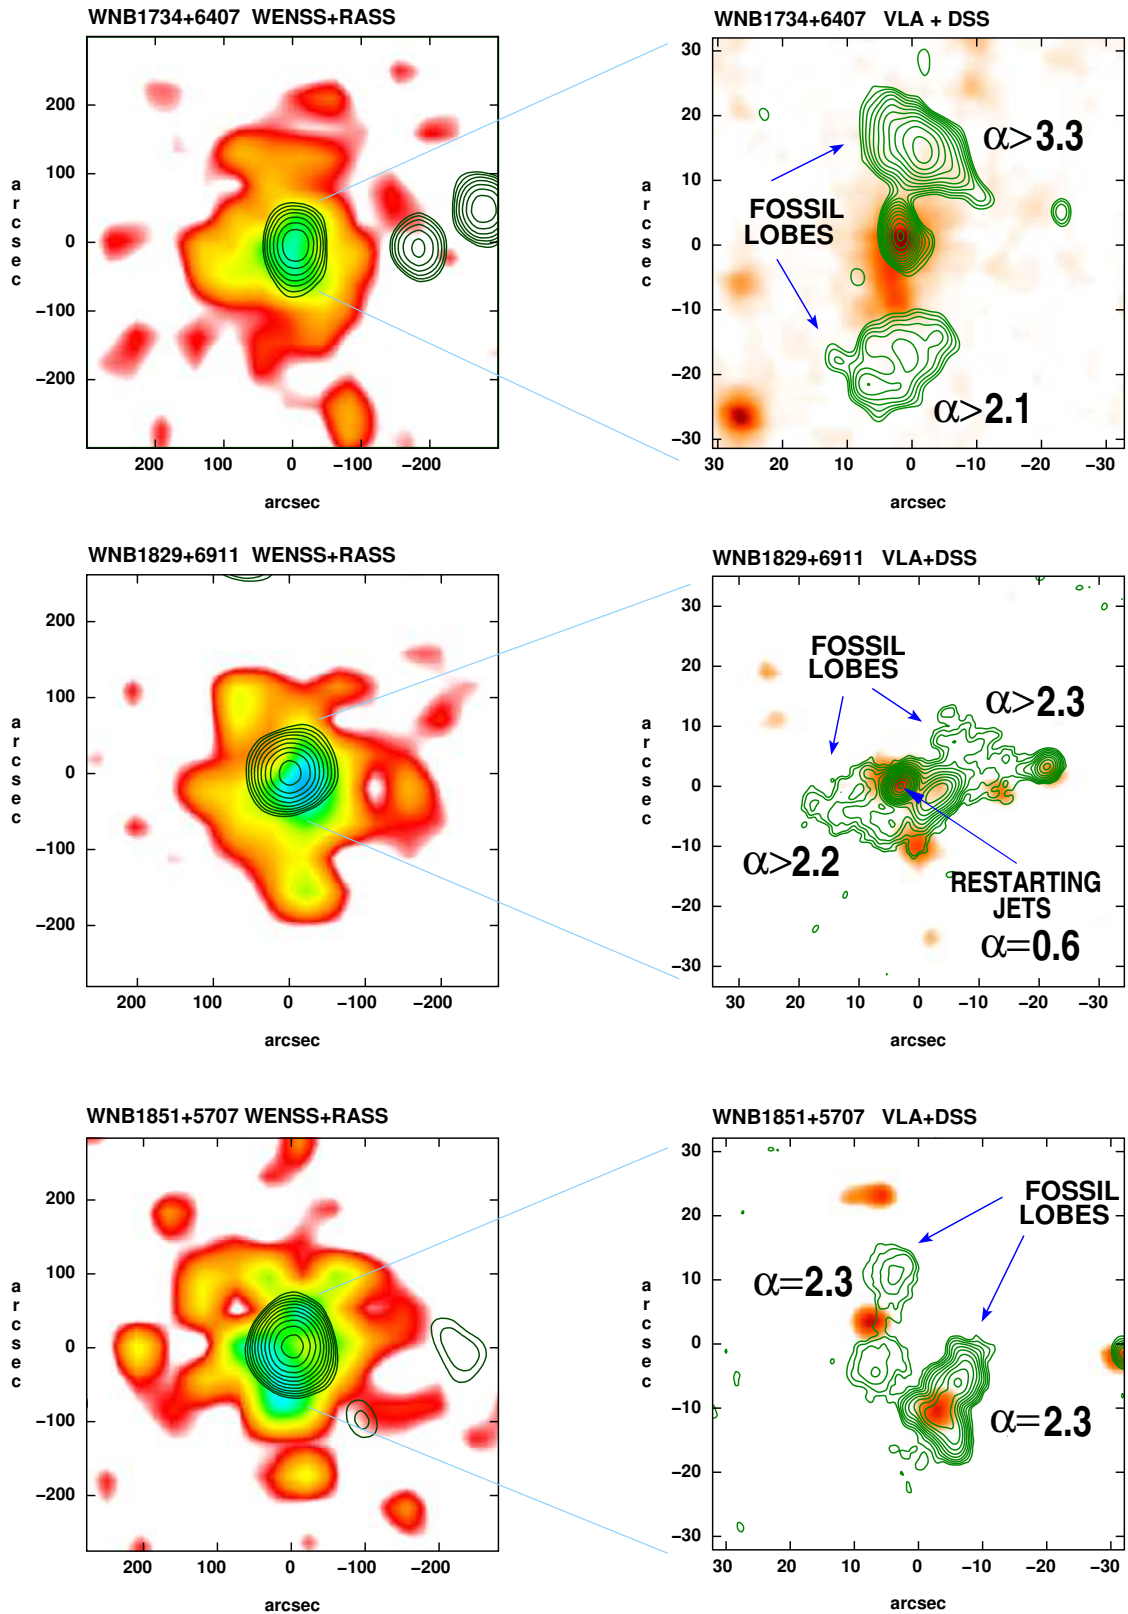 WNB1734+6407 WENSS+RASS
200
100
0
−100
−200
200 100 0 −100 −200
arcsec
arcsec
WNB1734+6407 VLA + DSS
30
20
10
0
−10
−20
−30
30 20 10 0 −10 −20 −30
arcsec
arcsec
α>3.3
FOSSIL
LOBES
α>2.1
WNB1829+6911 WENSS+RASS
200
100
0
−100
−200
200 100 0 −100 −200
arcsec
arcsec
WNB1829+6911 VLA+DSS
30
20
10
0
−10
−20
−30
30 20 10 0 −10 −20 −30
arcsec
arcsec
FOSSIL
LOBES
α>2.3
α>2.2
RESTARTING
JETS
α=0.6
WNB1851+5707 WENSS+RASS
200
100
0
−100
−200
200 100 0 −100 −200
arcsec
arcsec
WNB1851+5707 VLA+DSS
30
20
10
0
−10
−20
−30
30 20 10 0 −10 −20 −30
arcsec
arcsec
FOSSIL
LOBES
α=2.3
α=2.3